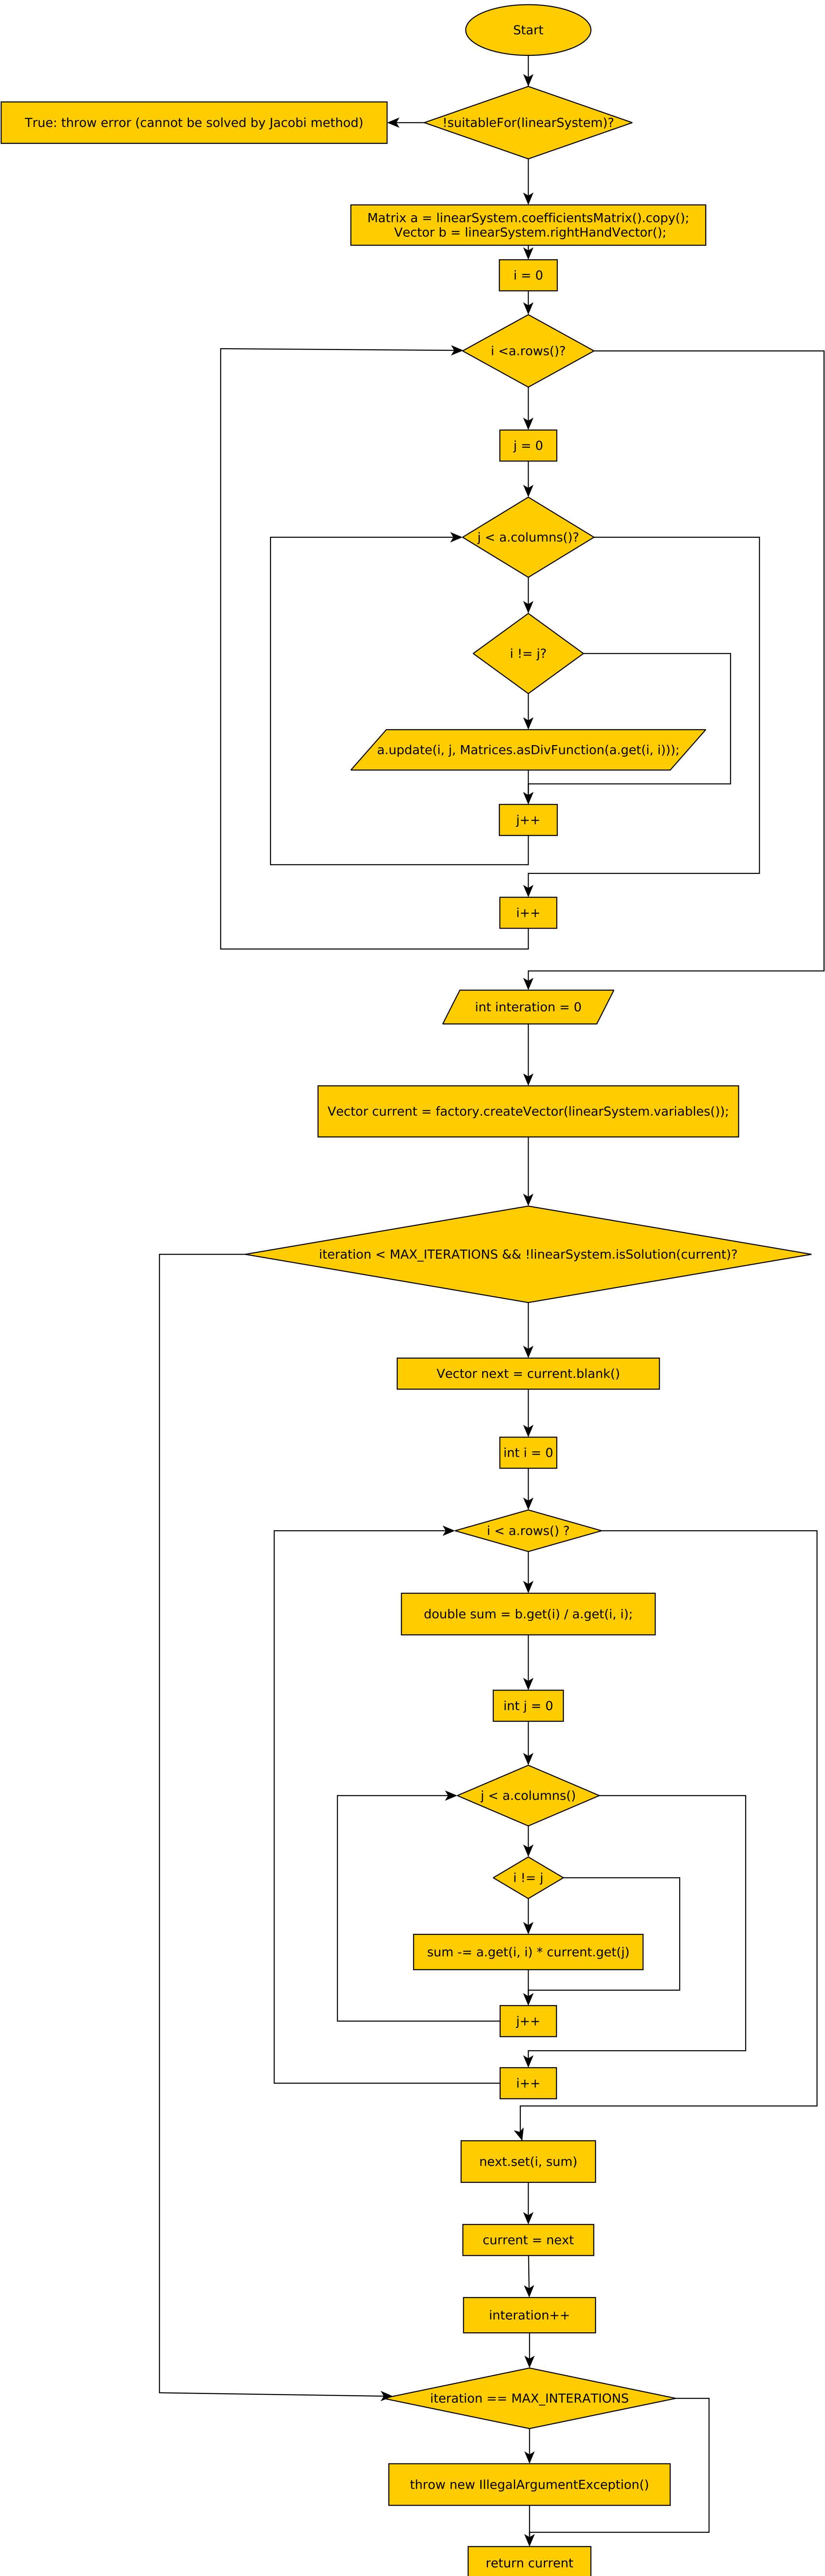 Start
!suitableFor(linearSystem)?
True: throw error (cannot be solved by Jacobi method)
Matrix a = linearSystem.coefficientsMatrix().copy();
Vector b = linearSystem.rightHandVector();
i = 0
i <a.rows()?
j = 0
j < a.columns()?
i != j?
a.update(i, j, Matrices.asDivFunction(a.get(i, i)));
j++
i++
int interation = 0
Vector current = factory.createVector(linearSystem.variables());
iteration < MAX_ITERATIONS && !linearSystem.isSolution(current)?
Vector next = current.blank()
int i = 0
i < a.rows() ?
double sum = b.get(i) / a.get(i, i);
int j = 0
j < a.columns()
i != j
sum -= a.get(i, i) * current.get(j)
j++
i++
next.set(i, sum)
current = next
interation++
iteration == MAX_INTERATIONS
throw new IllegalArgumentException()
return current